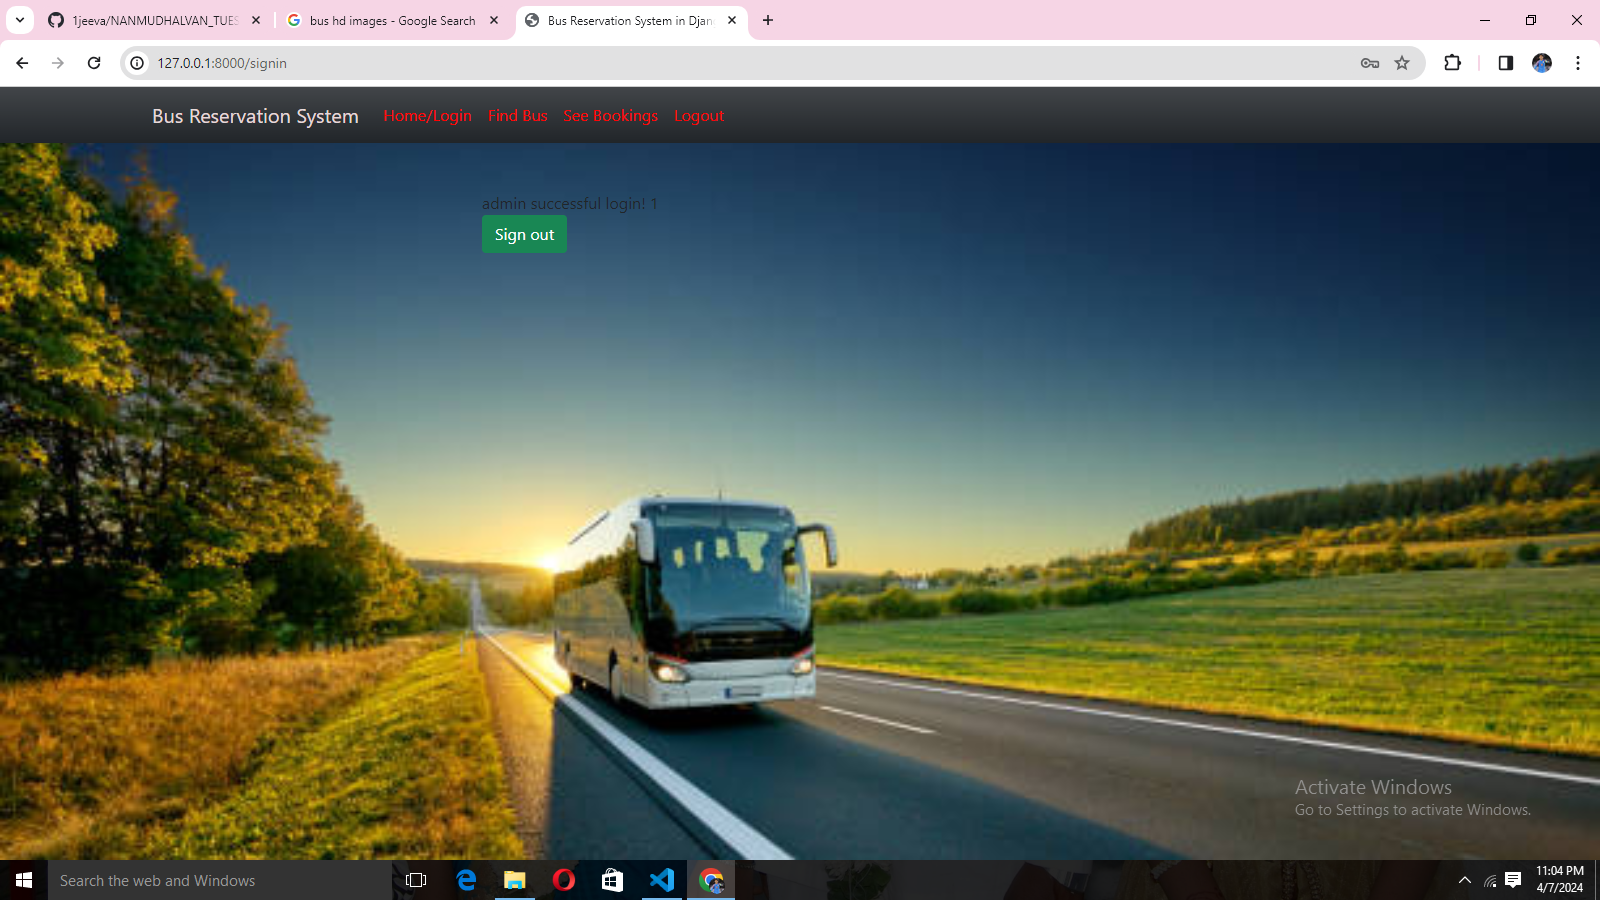 1jeeva/NANMUDHALVAN_TUES
bus hd images - Google Search
Bus Reservation System in Djan
127.0.0.1:8000/signin
Bus Reservation System
Home/Login
Find Bus
See Bookings
Logout
admin successful login! 1
Sign out
Activate Windows
Go to Settings to activate Windows.
Search the web and Windows
11:04 PM
4/7/2024